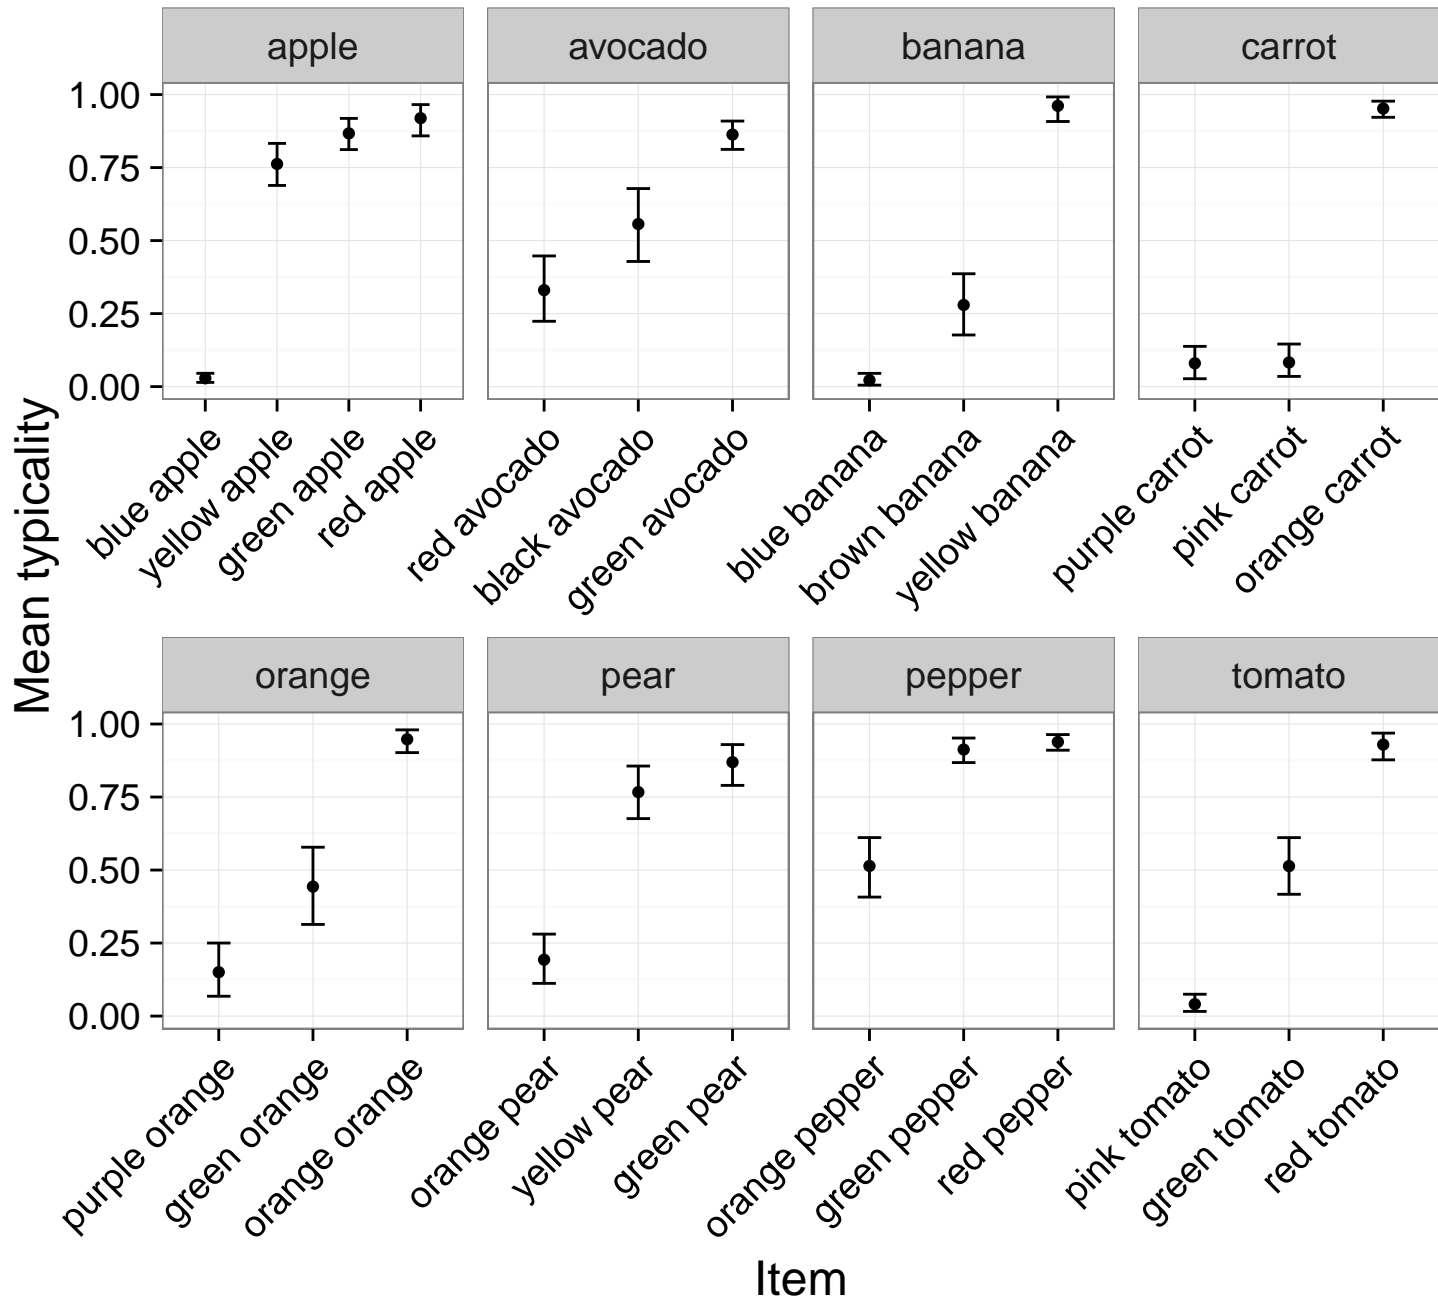 apple avocado banana carrot
1.00
0.75
0.50
0.25
0.00
blue apple
yellow apple
green apple
red apple
red avocado
black avocado
green avocado
blue banana
brown banana
yellow banana
purple carrot
pink carrot
orange carrot
Mean typicality
orange pear pepper tomato
1.00
0.75
0.50
0.25
0.00
purple orange
green orange
orange orange
orange pear
yellow pear
green pear
orange pepper
green pepper
red pepper
pink tomato
green tomato
red tomato
Item